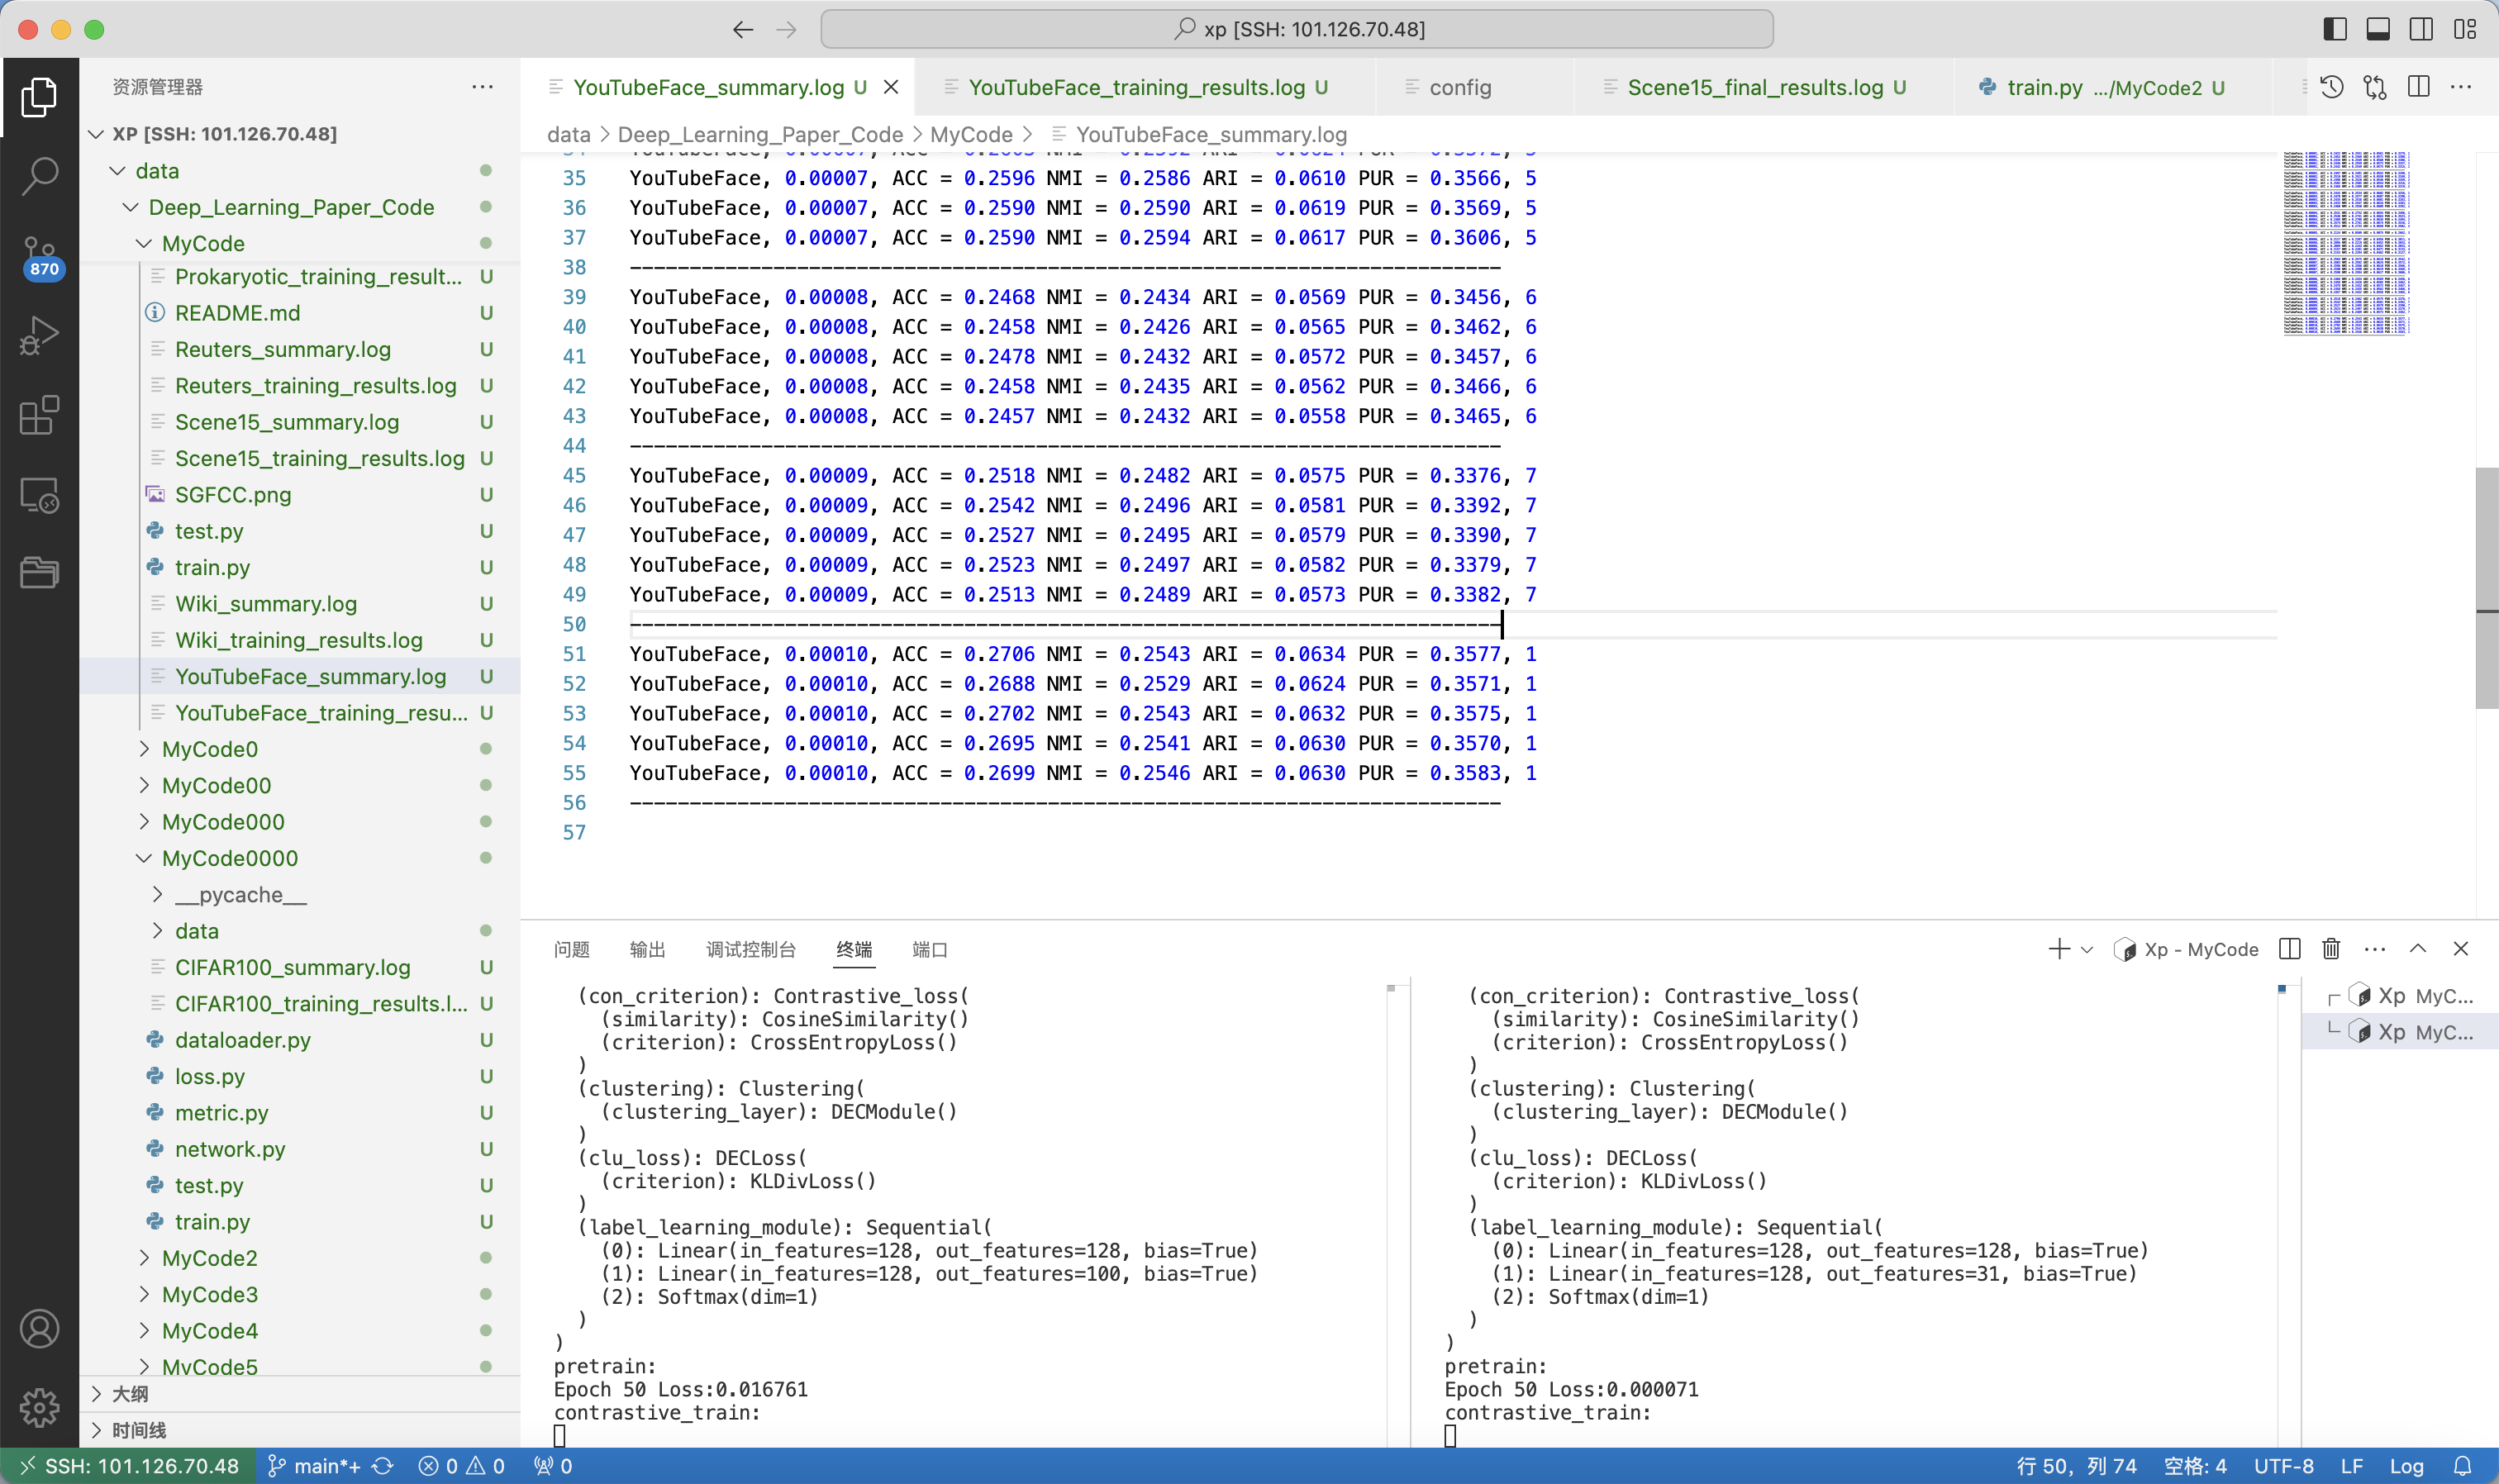 xp [SSH: 101.126.70.48]
资源管理器
XP [SSH: 101.126.70.48]
data
Deep_Learning_Paper_Code
MyCode
Prokaryotic_training_result... U
README.md U
Reuters_summary.log U
Reuters_training_results.log U
Scene15_summary.log U
Scene15_training_results.log U
SGFCC.png U
test.py U
train.py U
Wiki_summary.log U
Wiki_training_results.log U
YouTubeFace_summary.log U
YouTubeFace_training_resu... U
MyCode0
MyCode00
MyCode000
MyCode0000
__pycache__
data
CIFAR100_summary.log U
CIFAR100_training_results.l... U
dataloader.py U
loss.py U
metric.py U
network.py U
test.py U
train.py U
MyCode2
MyCode3
MyCode4
MyCode5
大纲
时间线
870
YouTubeFace_summary.log U
YouTubeFace_training_results.log U
config
Scene15_final_results.log U
train.py .../MyCode2 U
data > Deep_Learning_Paper_Code > MyCode > YouTubeFace_summary.log
35 YouTubeFace, 0.00007, ACC = 0.2596 NMI = 0.2586 ARI = 0.0610 PUR = 0.3566, 5
36 YouTubeFace, 0.00007, ACC = 0.2590 NMI = 0.2590 ARI = 0.0619 PUR = 0.3569, 5
37 YouTubeFace, 0.00007, ACC = 0.2590 NMI = 0.2594 ARI = 0.0617 PUR = 0.3606, 5
38 -------------------------------------------------------------------------
39 YouTubeFace, 0.00008, ACC = 0.2468 NMI = 0.2434 ARI = 0.0569 PUR = 0.3456, 6
40 YouTubeFace, 0.00008, ACC = 0.2458 NMI = 0.2426 ARI = 0.0565 PUR = 0.3462, 6
41 YouTubeFace, 0.00008, ACC = 0.2478 NMI = 0.2432 ARI = 0.0572 PUR = 0.3457, 6
42 YouTubeFace, 0.00008, ACC = 0.2458 NMI = 0.2435 ARI = 0.0562 PUR = 0.3466, 6
43 YouTubeFace, 0.00008, ACC = 0.2457 NMI = 0.2432 ARI = 0.0558 PUR = 0.3465, 6
44 -------------------------------------------------------------------------
45 YouTubeFace, 0.00009, ACC = 0.2518 NMI = 0.2482 ARI = 0.0575 PUR = 0.3376, 7
46 YouTubeFace, 0.00009, ACC = 0.2542 NMI = 0.2496 ARI = 0.0581 PUR = 0.3392, 7
47 YouTubeFace, 0.00009, ACC = 0.2527 NMI = 0.2495 ARI = 0.0579 PUR = 0.3390, 7
48 YouTubeFace, 0.00009, ACC = 0.2523 NMI = 0.2497 ARI = 0.0582 PUR = 0.3379, 7
49 YouTubeFace, 0.00009, ACC = 0.2513 NMI = 0.2489 ARI = 0.0573 PUR = 0.3382, 7
50 -------------------------------------------------------------------------
51 YouTubeFace, 0.00010, ACC = 0.2706 NMI = 0.2543 ARI = 0.0634 PUR = 0.3577, 1
52 YouTubeFace, 0.00010, ACC = 0.2688 NMI = 0.2529 ARI = 0.0624 PUR = 0.3571, 1
53 YouTubeFace, 0.00010, ACC = 0.2702 NMI = 0.2543 ARI = 0.0632 PUR = 0.3575, 1
54 YouTubeFace, 0.00010, ACC = 0.2695 NMI = 0.2541 ARI = 0.0630 PUR = 0.3570, 1
55 YouTubeFace, 0.00010, ACC = 0.2699 NMI = 0.2546 ARI = 0.0630 PUR = 0.3583, 1
56 -------------------------------------------------------------------------
57
问题 输出 调试控制台 终端 端口
Xp - MyCode
(con_criterion): Contrastive_loss(
(similarity): CosineSimilarity()
(criterion): CrossEntropyLoss()
)
(clustering): Clustering(
(clustering_layer): DECModule()
)
(clu_loss): DECLoss(
(criterion): KLDivLoss()
)
(label_learning_module): Sequential(
(0): Linear(in_features=128, out_features=128, bias=True)
(1): Linear(in_features=128, out_features=100, bias=True)
(2): Softmax(dim=1)
)
)
pretrain:
Epoch 50 Loss:0.016761
contrastive_train:
(con_criterion): Contrastive_loss(
(similarity): CosineSimilarity()
(criterion): CrossEntropyLoss()
)
(clustering): Clustering(
(clustering_layer): DECModule()
)
(clu_loss): DECLoss(
(criterion): KLDivLoss()
)
(label_learning_module): Sequential(
(0): Linear(in_features=128, out_features=128, bias=True)
(1): Linear(in_features=128, out_features=31, bias=True)
(2): Softmax(dim=1)
)
)
pretrain:
Epoch 50 Loss:0.000071
contrastive_train:
Xp MyC...
Xp MyC...
SSH: 101.126.70.48 main*+ 0 0 0 行 50，列 74 空格: 4 UTF-8 LF Log